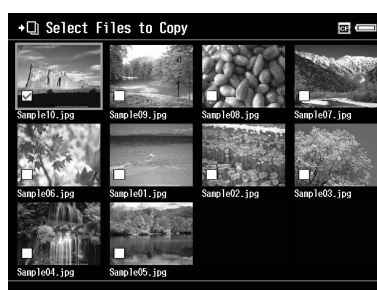 Select Files to Copy
CF
Sample10.jpg
Sample09.jpg
Sample08.jpg
Sample07.jpg
Sample06.jpg
Sample01.jpg
Sample02.jpg
Sample03.jpg
Sample04.jpg
Sample05.jpg